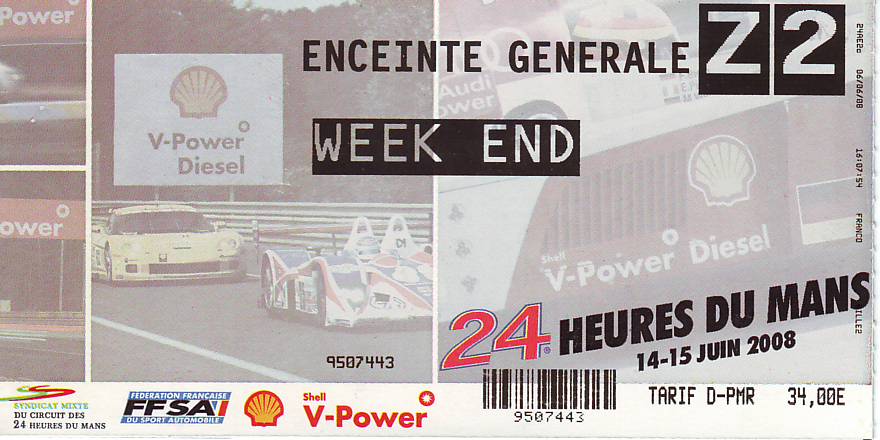 Power
ENCEINTE GENERALE Z2
WEEK END
V-Power
Diesel
Audi
Power
ower
Shell
V-Power Diesel
24 HEURES DU MANS
14-15 JUIN 2008
9507443
SYNDICAT MIXTE
DU CIRCUIT DES
24 HEURES DU MANS
FÉDÉRATION FRANÇAISE
FFSA
DU SPORT AUTOMOBILE
Shell
V-Power
9507443
TARIF D-PMR 34,00E
06/06/08 16:07:54 FRANCO